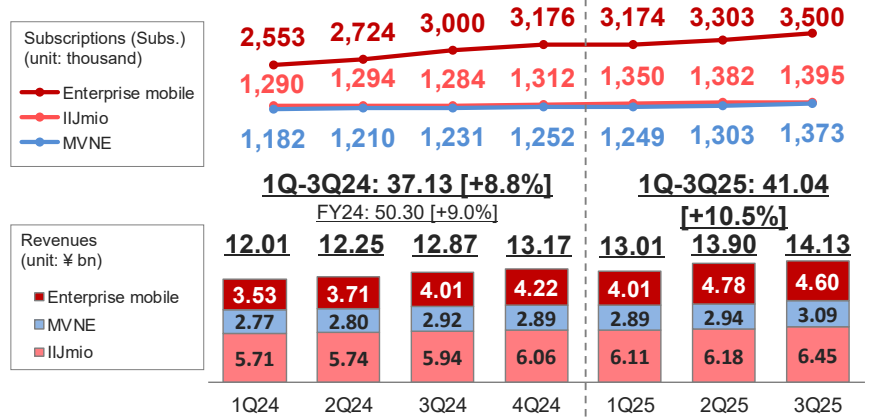 Subscriptions (Subs.)
(unit: thousand)
Enterprise mobile
IIJmio
MVNE
2,553 2,724 3,000 3,176 3,174 3,303 3,500
1,290 1,294 1,284 1,312 1,350 1,382 1,395
1,182 1,210 1,231 1,252 1,249 1,303 1,373
1Q-3Q24: 37.13 [+8.8%]
FY24: 50.30 [+9.0%]
1Q-3Q25: 41.04
[+10.5%]
Revenues
(unit: ¥ bn)
Enterprise mobile
MVNE
IIJmio
12.01 12.25 12.87 13.17 13.01 13.90 14.13
3.53 3.71 4.01 4.22 4.01 4.78 4.60
2.77 2.80 2.92 2.89 2.89 2.94 3.09
5.71 5.74 5.94 6.06 6.11 6.18 6.45
1Q24 2Q24 3Q24 4Q24 1Q25 2Q25 3Q25